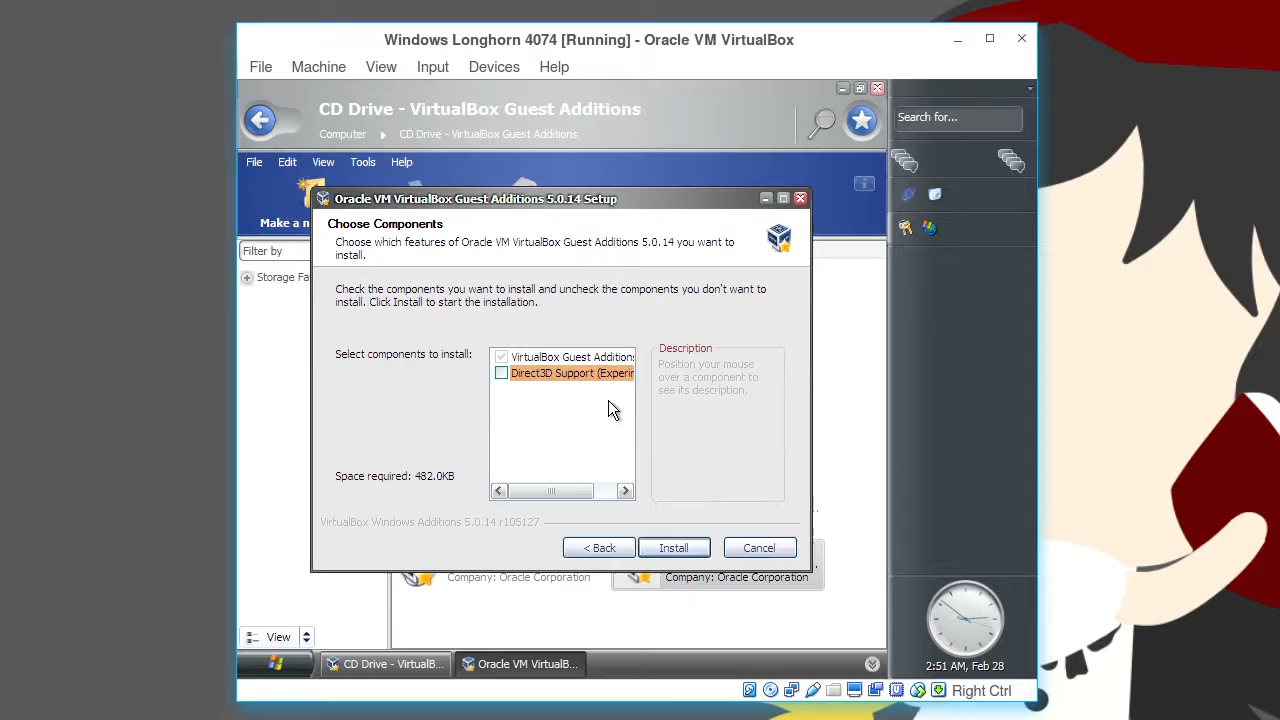 Windows Longhorn 4074 [Running] - Oracle VM VirtualBox
File Machine View Input Devices Help
CD Drive - VirtualBox Guest Additions
Computer CD Drive - VirtualBox Guest Additions
Search for...
File Edit View Tools Help
Make a n
Filter by
Storage Fa
Oracle VM VirtualBox Guest Additions 5.0.14 Setup
Choose Components
Choose which features of Oracle VM VirtualBox Guest Additions 5.0.14 you want to
install.
Check the components you want to install and uncheck the components you don't want to
install. Click Install to start the installation.
Select components to install:
VirtualBox Guest Additions
Direct3D Support (Experim
Description
Position your mouse
over a component to
see its description.
Space required: 482.0KB
VirtualBox Windows Additions 5.0.14 r105127
< Back Install Cancel
Company: Oracle Corporation
Company: Oracle Corporation
View
CD Drive - VirtualB...
Oracle VM VirtualB...
2:51 AM, Feb 28
Right Ctrl